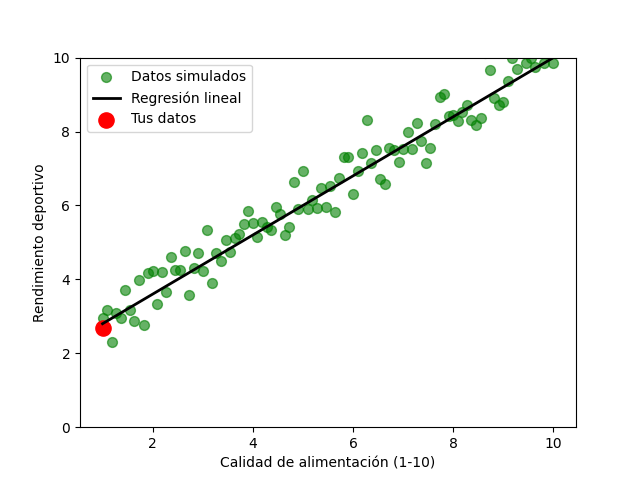 Datos simulados
Regresión lineal
Tus datos
Rendimiento deportivo
10
8
6
4
2
0
2 4 6 8 10
Calidad de alimentación (1-10)